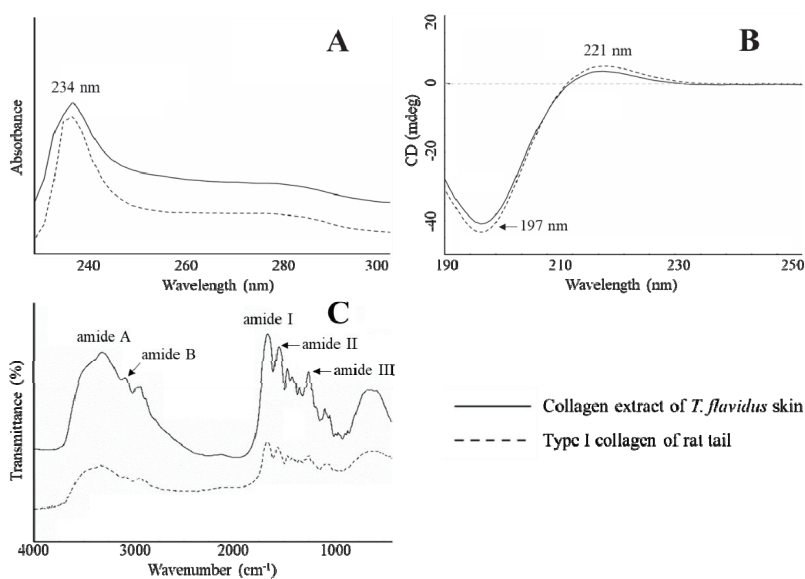 A
234 nm
Absorbance
240
260
280
300
Wavelength (nm)
B
221 nm
197 nm
CD (mdeg)
20
0
-20
-40
190
210
230
250
Wavelength (nm)
C
amide A
amide B
amide I
amide II
amide III
Transmittance (%)
4000
3000
2000
1000
Wavenumber (cm⁻¹)
Collagen extract of T. flavidus skin
Type I collagen of rat tail